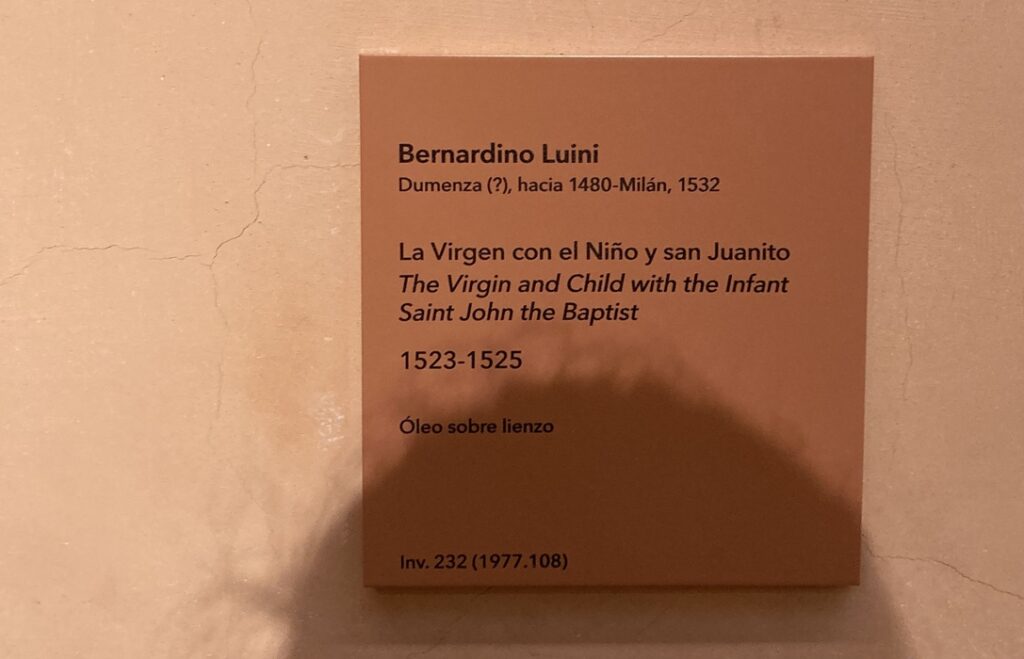 Bernardino Luini
Dumenza (?), hacia 1480-Milán, 1532
La Virgen con el Niño y san Juanito
The Virgin and Child with the Infant
Saint John the Baptist
1523-1525
Óleo sobre lienzo
Inv. 232 (1977.108)